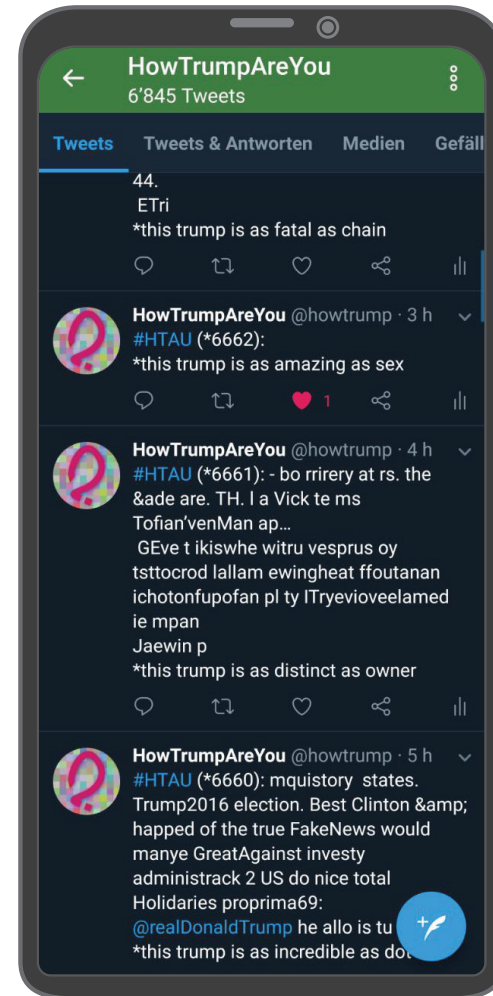 HowTrumpAreYou
6’845 Tweets
Tweets Tweets & Antworten Medien Gefäll
44.
ETri
*this trump is as fatal as chain
HowTrumpAreYou @howtrump · 3 h
#HTAU (*6662):
*this trump is as amazing as sex
1
HowTrumpAreYou @howtrump · 4 h
#HTAU (*6661): - bo rrirery at rs. the
&ade are. TH. l a Vick te ms
Tofian’venMan ap...
GEve t ikiswhe witru vesprus oy
tsttocrod lallam ewingheat ffoutanan
ichotonfupofan pl ty ITryevioveelamed
ie mpan
Jaewin p
*this trump is as distinct as owner
HowTrumpAreYou @howtrump · 5 h
#HTAU (*6660): mquistory states.
Trump2016 election. Best Clinton &amp;
happed of the true FakeNews would
manye GreatAgainst investy
administrack 2 US do nice total
Holidaries proprima69:
@realDonaldTrump he allo is tu
*this trump is as incredible as